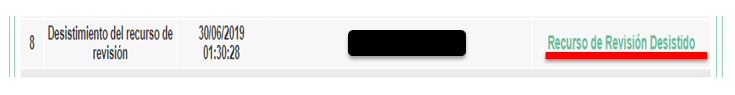 8
Desistimiento del recurso de
revisión
30/06/2019
01:30:28
Recurso de Revisión Desistido